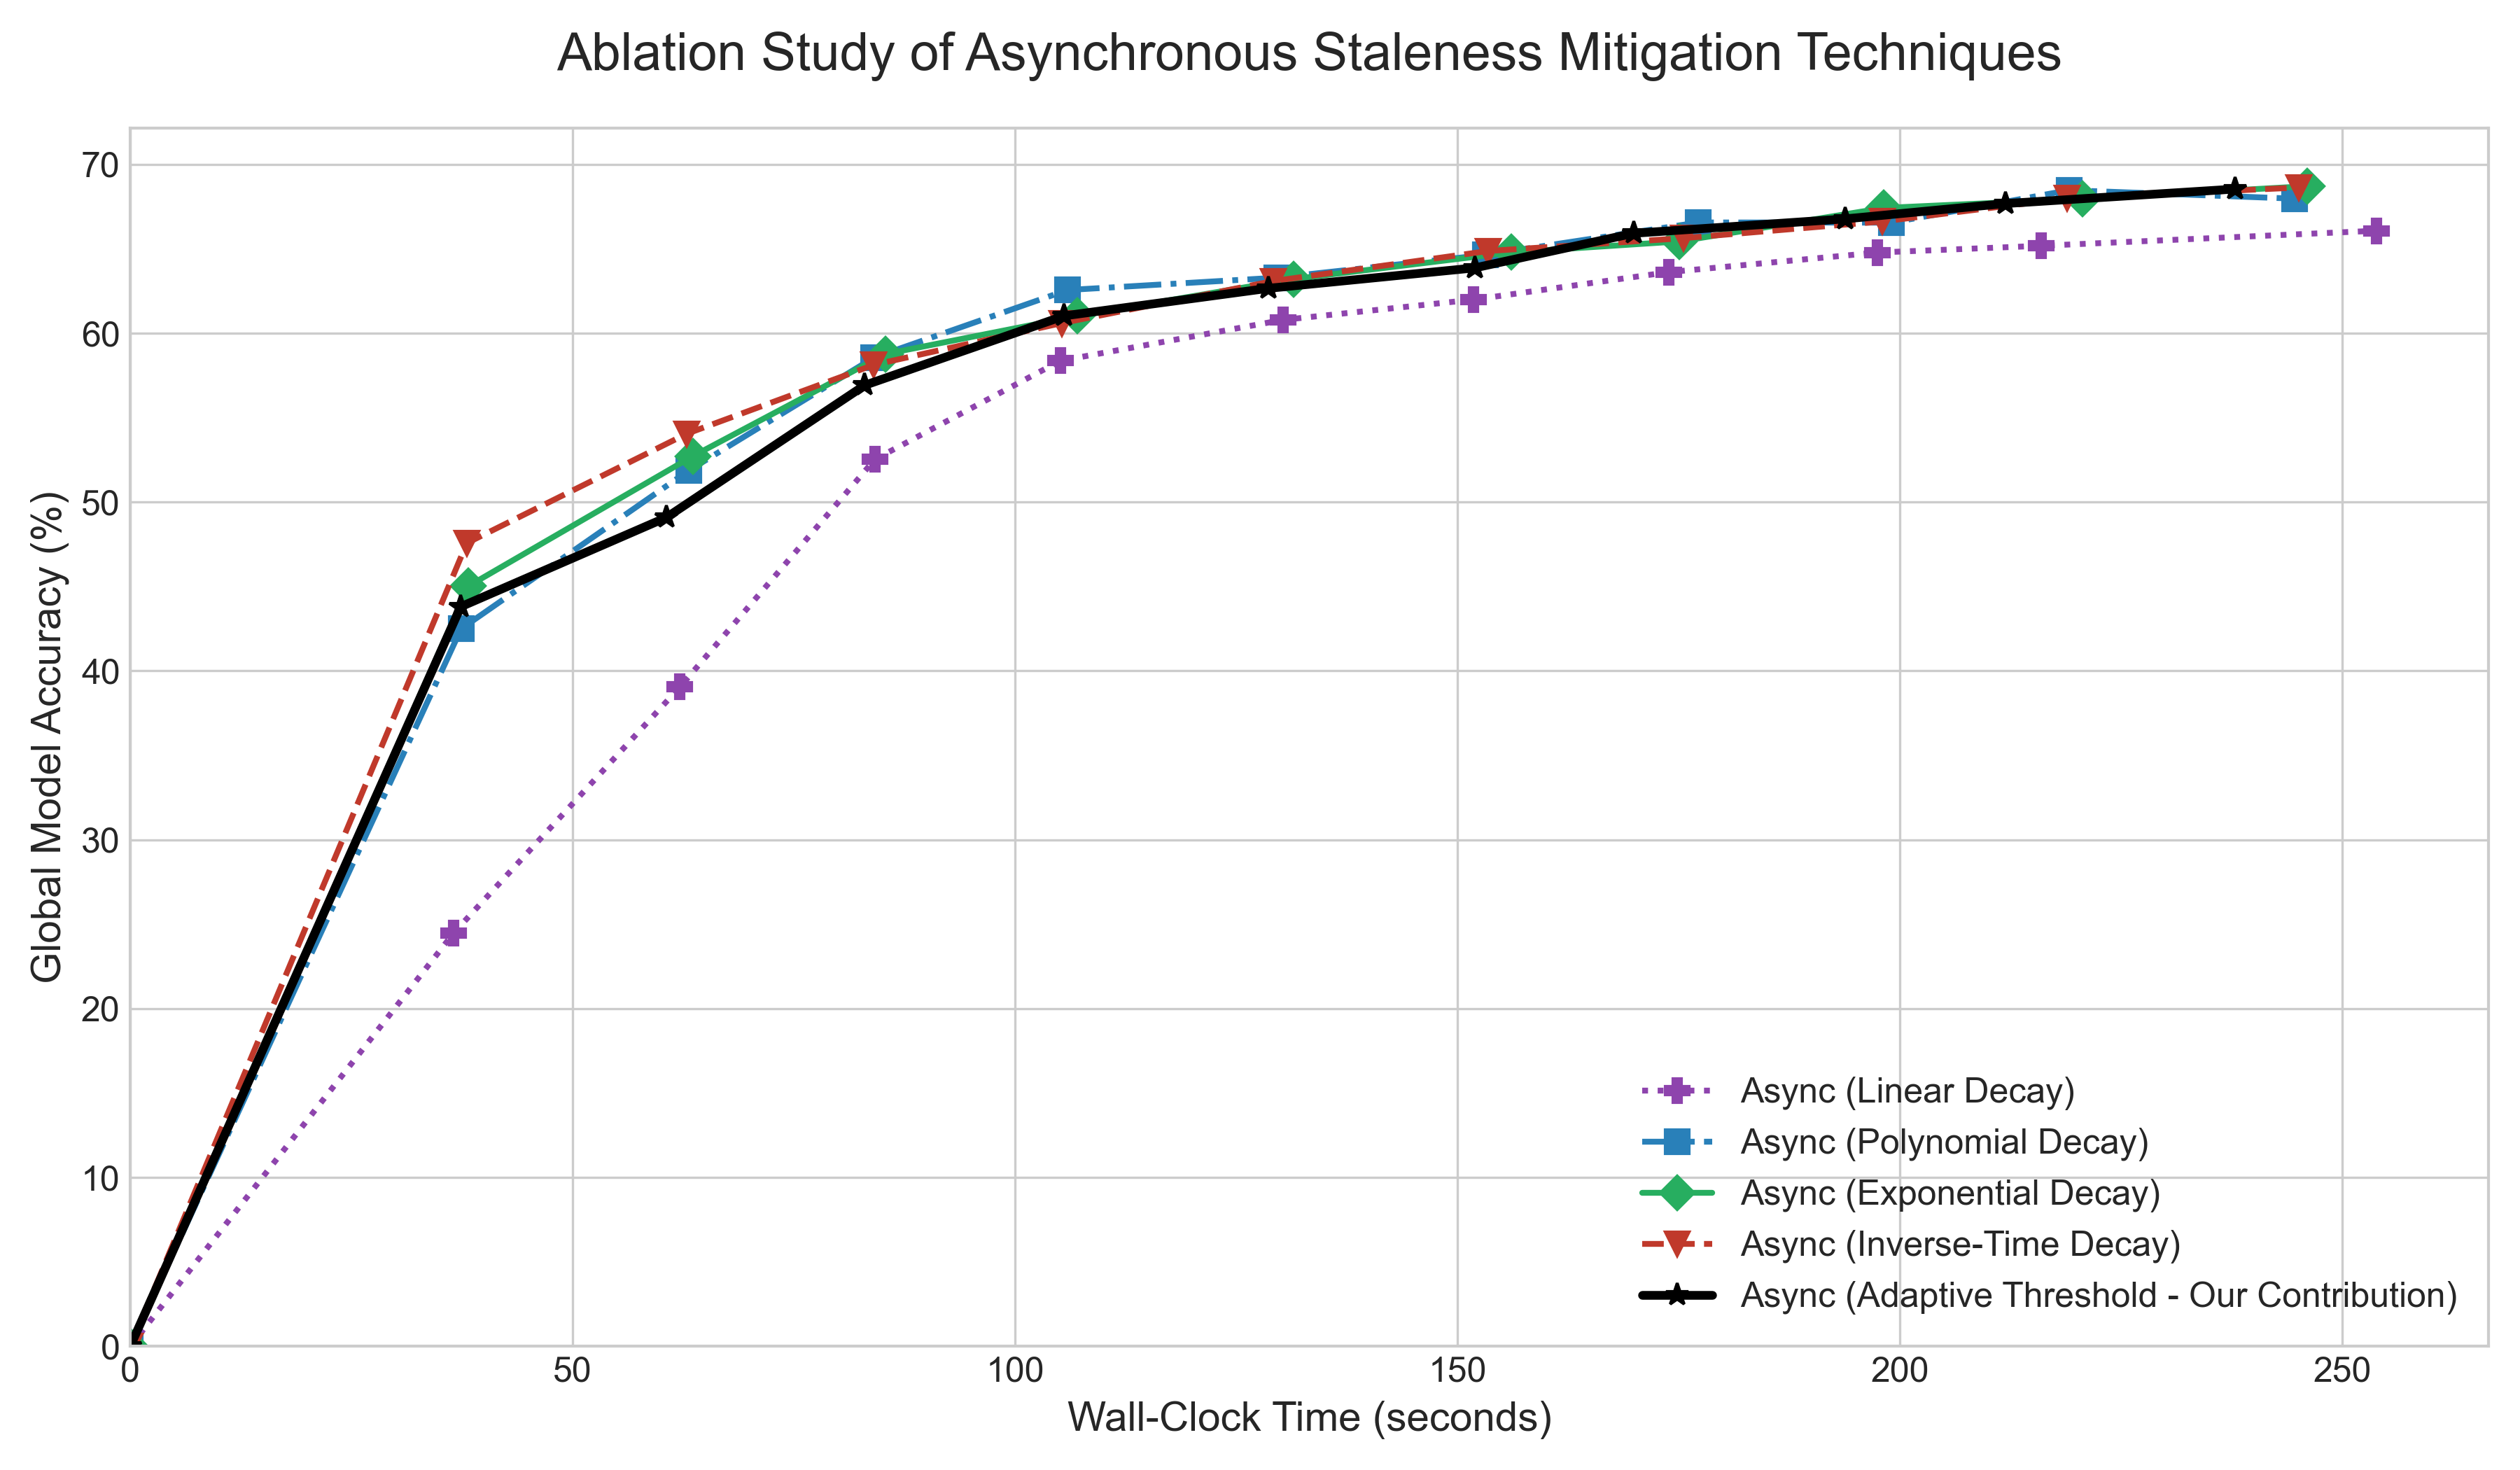 Ablation Study of Asynchronous Staleness Mitigation Techniques
Global Model Accuracy (%)
70
60
50
40
30
20
10
0
0 50 100 150 200 250
Wall-Clock Time (seconds)
Async (Linear Decay)
Async (Polynomial Decay)
Async (Exponential Decay)
Async (Inverse-Time Decay)
Async (Adaptive Threshold - Our Contribution)